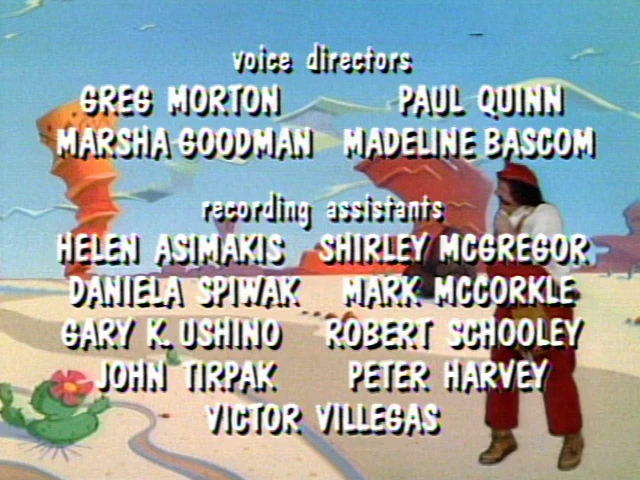 voice directors
GREG MORTON PAUL QUINN
MARSHA GOODMAN MADELINE BASCOM
recording assistants
HELEN ASIMAKIS SHIRLEY MCGREGOR
DANIELA SPIWAK MARK MCCORKLE
GARY K. USHINO ROBERT SCHOOLEY
JOHN TIRPAK PETER HARVEY
VICTOR VILLEGAS